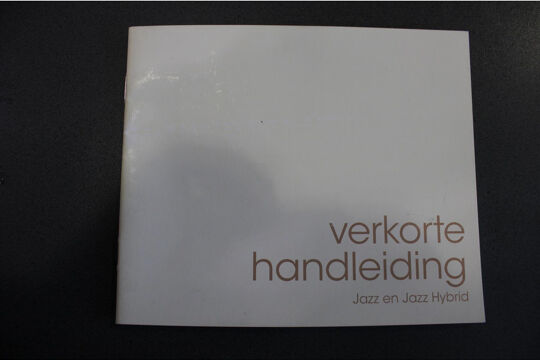 verkorte
handleiding
Jazz en Jazz Hybrid